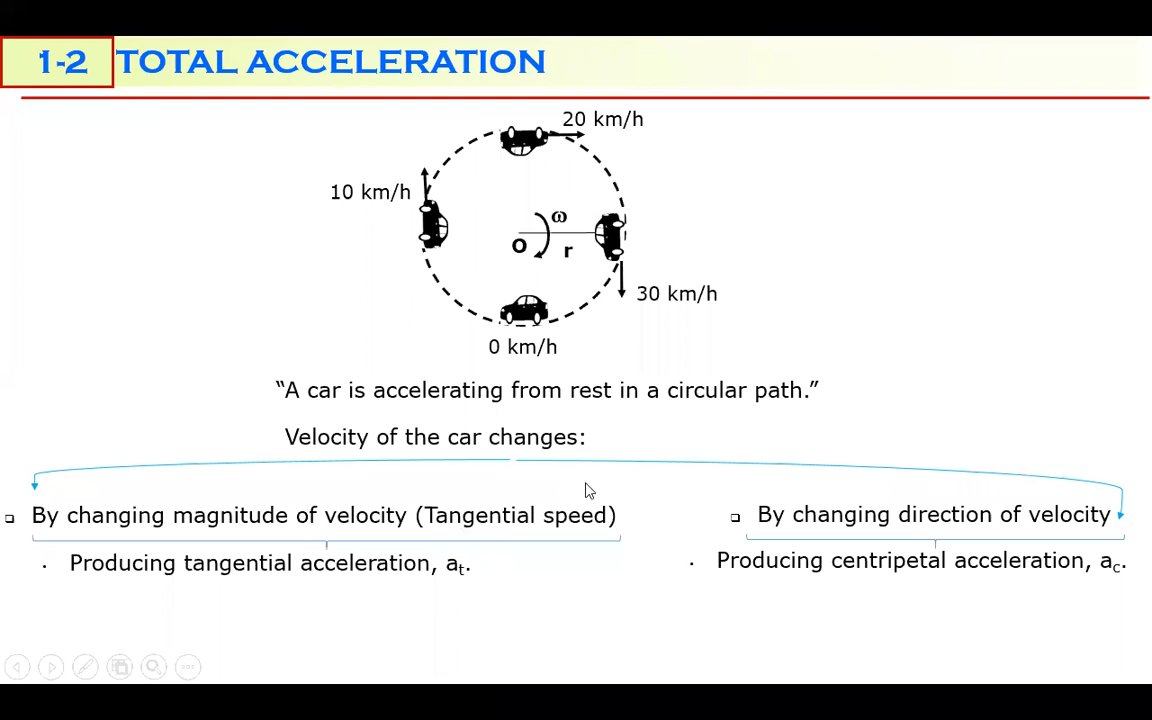 1-2 TOTAL ACCELERATION
20 km/h
10 km/h
ω
O
r
30 km/h
0 km/h
“A car is accelerating from rest in a circular path.”
Velocity of the car changes:
By changing magnitude of velocity (Tangential speed)
Producing tangential acceleration, aₜ.
By changing direction of velocity
Producing centripetal acceleration, a꜀.